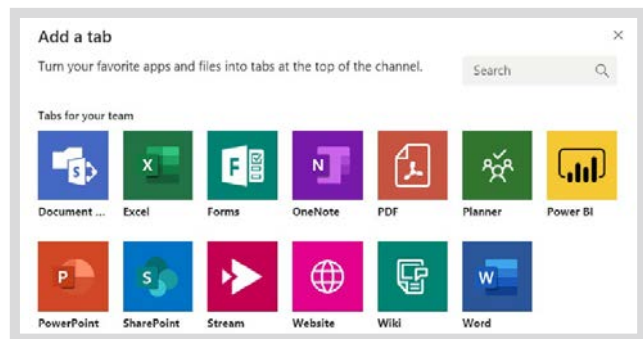 Add a tab
Turn your favorite apps and files into tabs at the top of the channel.
Search
Tabs for your team
S
X
F
N
Document ...
Excel
Forms
OneNote
PDF
Planner
Power BI
P
S
W
PowerPoint
SharePoint
Stream
Website
Wiki
Word